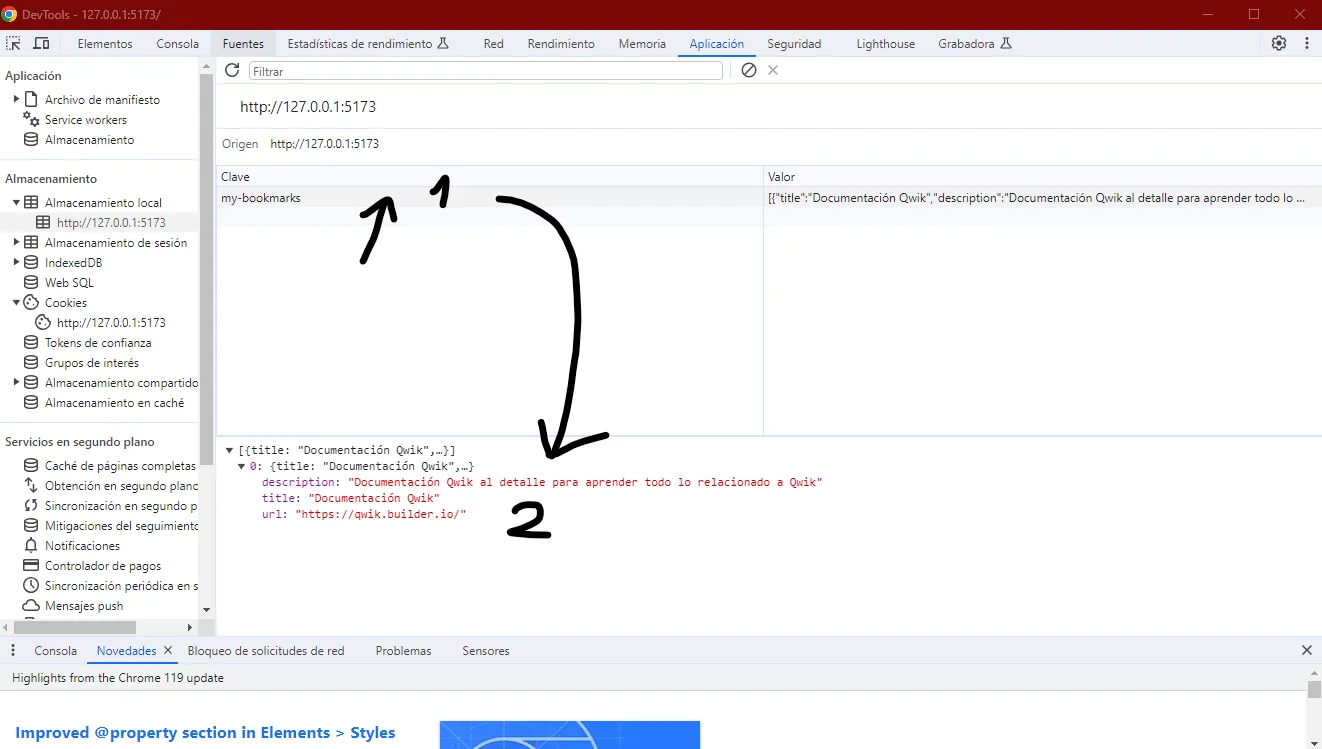 DevTools - 127.0.0.1:5173/
Elementos Consola Fuentes Estadísticas de rendimiento Red Rendimiento Memoria Aplicación Seguridad Lighthouse Grabadora
Aplicación
Archivo de manifiesto
Service workers
Almacenamiento
Almacenamiento
Almacenamiento local
http://127.0.0.1:5173
Almacenamiento de sesión
IndexedDB
Web SQL
Cookies
http://127.0.0.1:5173
Tokens de confianza
Grupos de interés
Almacenamiento compartido
Almacenamiento en caché
Servicios en segundo plano
Caché de páginas completas
Obtención en segundo plano
Sincronización en segundo p
Mitigaciones del seguimiento
Notificaciones
Controlador de pagos
Sincronización periódica en s
Mensajes push
Filtrar
http://127.0.0.1:5173
Origen http://127.0.0.1:5173
Clave Valor
my-bookmarks [{"title":"Documentación Qwik","description":"Documentación Qwik al detalle para aprender todo lo ...
1
[{title: "Documentación Qwik",…}]
0: {title: "Documentación Qwik",…}
description: "Documentación Qwik al detalle para aprender todo lo relacionado a Qwik"
title: "Documentación Qwik"
url: "https://qwik.builder.io/"
2
Consola Novedades Bloqueo de solicitudes de red Problemas Sensores
Highlights from the Chrome 119 update
Improved @property section in Elements > Styles